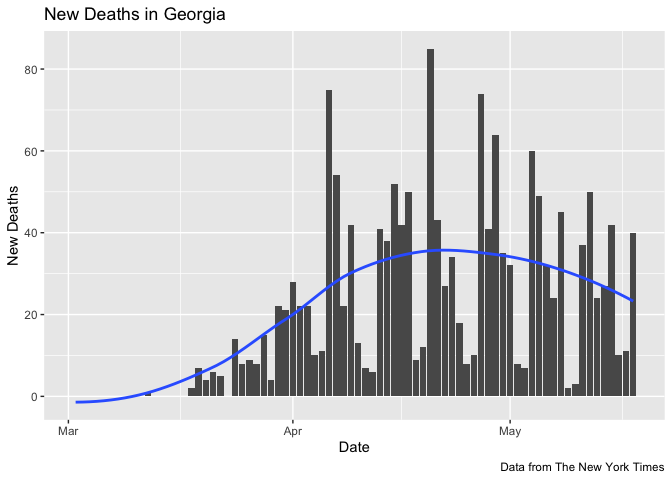 New Deaths in Georgia
New Deaths
80
60
40
20
0
Mar
Apr
May
Date
Data from The New York Times